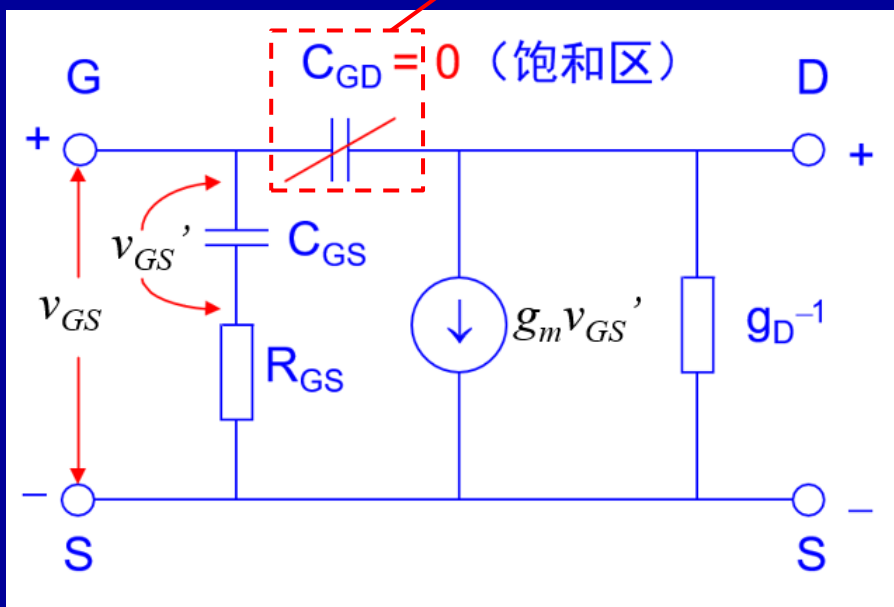 C_GD = 0（饱和区）
G
D
+
+
v_GS’
C_GS
v_GS
g_m v_GS’
g_D⁻¹
R_GS
–
–
S
S